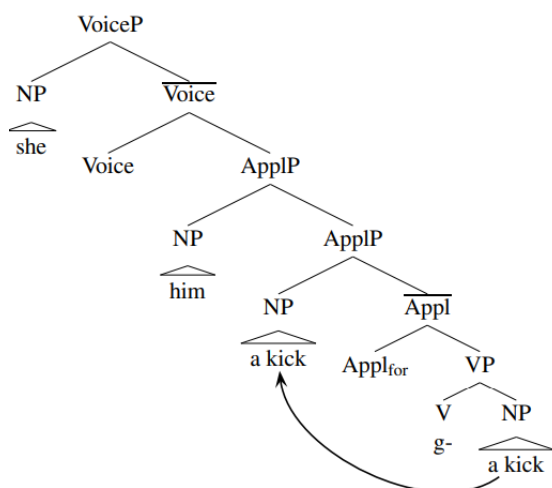 VoiceP
NP Voice
she
Voice ApplP
NP ApplP
him
NP Appl
a kick Applfor VP
V NP
g- a kick